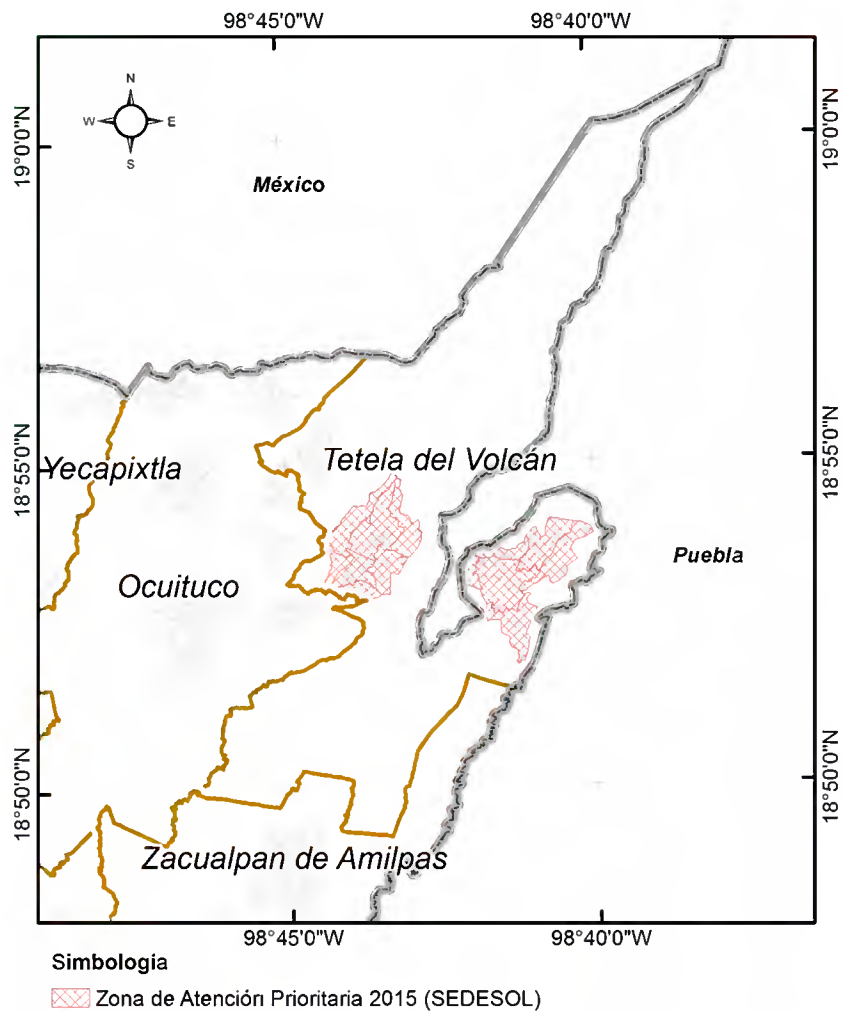 98°45'0"W
98°40'0"W
N
W
E
S
19°0'0"N
19°0'0"N
México
Yecapixtla
Tetela del Volcán
18°55'0"N
18°55'0"N
Puebla
Ocuituco
18°50'0"N
18°50'0"N
Zacualpan de Amilpas
98°45'0"W
98°40'0"W
Simbología
Zona de Atención Prioritaria 2015 (SEDESOL)